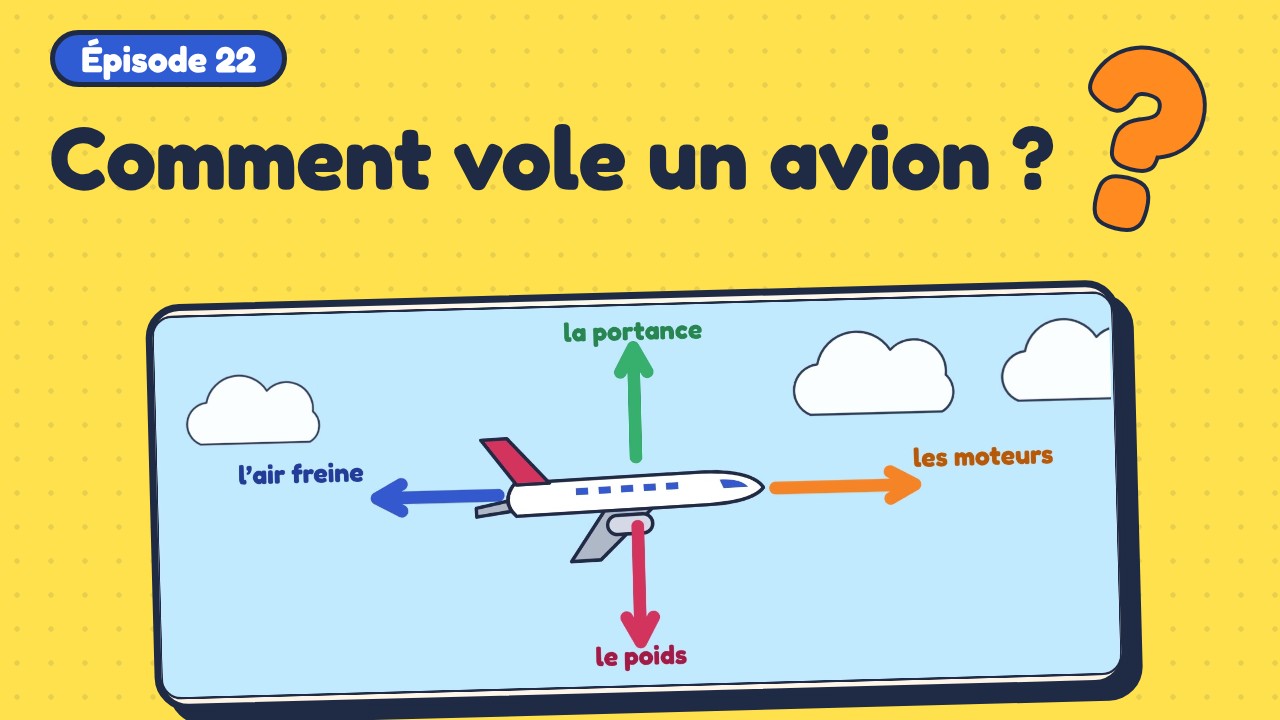 Épisode 22
Comment vole un avion ?
?
la portance
l’air freine
les moteurs
le poids